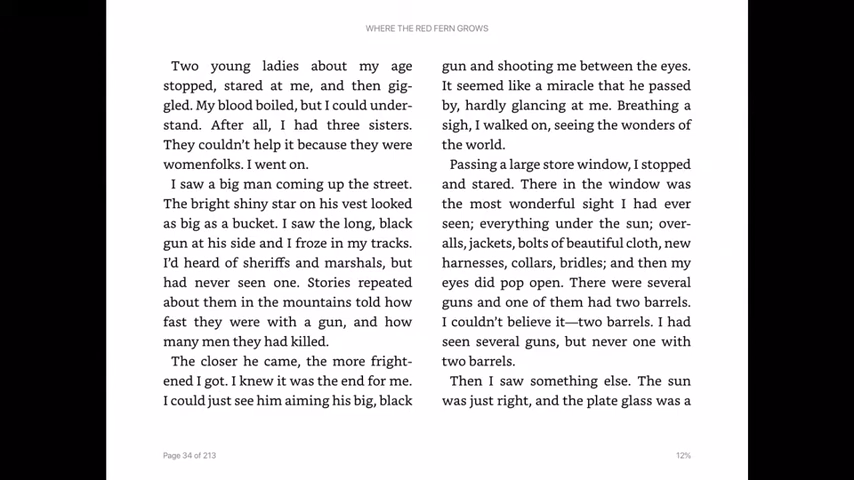 WHERE THE RED FERN GROWS
Two young ladies about my age
stopped, stared at me, and then gig-
gled. My blood boiled, but I could under-
stand. After all, I had three sisters.
They couldn't help it because they were
womenfolks. I went on.
I saw a big man coming up the street.
The bright shiny star on his vest looked
as big as a bucket. I saw the long, black
gun at his side and I froze in my tracks.
I'd heard of sheriffs and marshals, but
had never seen one. Stories repeated
about them in the mountains told how
fast they were with a gun, and how
many men they had killed.
The closer he came, the more fright-
ened I got. I knew it was the end for me.
I could just see him aiming his big, black
gun and shooting me between the eyes.
It seemed like a miracle that he passed
by, hardly glancing at me. Breathing a
sigh, I walked on, seeing the wonders of
the world.
Passing a large store window, I stopped
and stared. There in the window was
the most wonderful sight I had ever
seen; everything under the sun; over-
alls, jackets, bolts of beautiful cloth, new
harnesses, collars, bridles; and then my
eyes did pop open. There were several
guns and one of them had two barrels.
I couldn't believe it—two barrels. I had
seen several guns, but never one with
two barrels.
Then I saw something else. The sun
was just right, and the plate glass was a
Page 34 of 213
12%